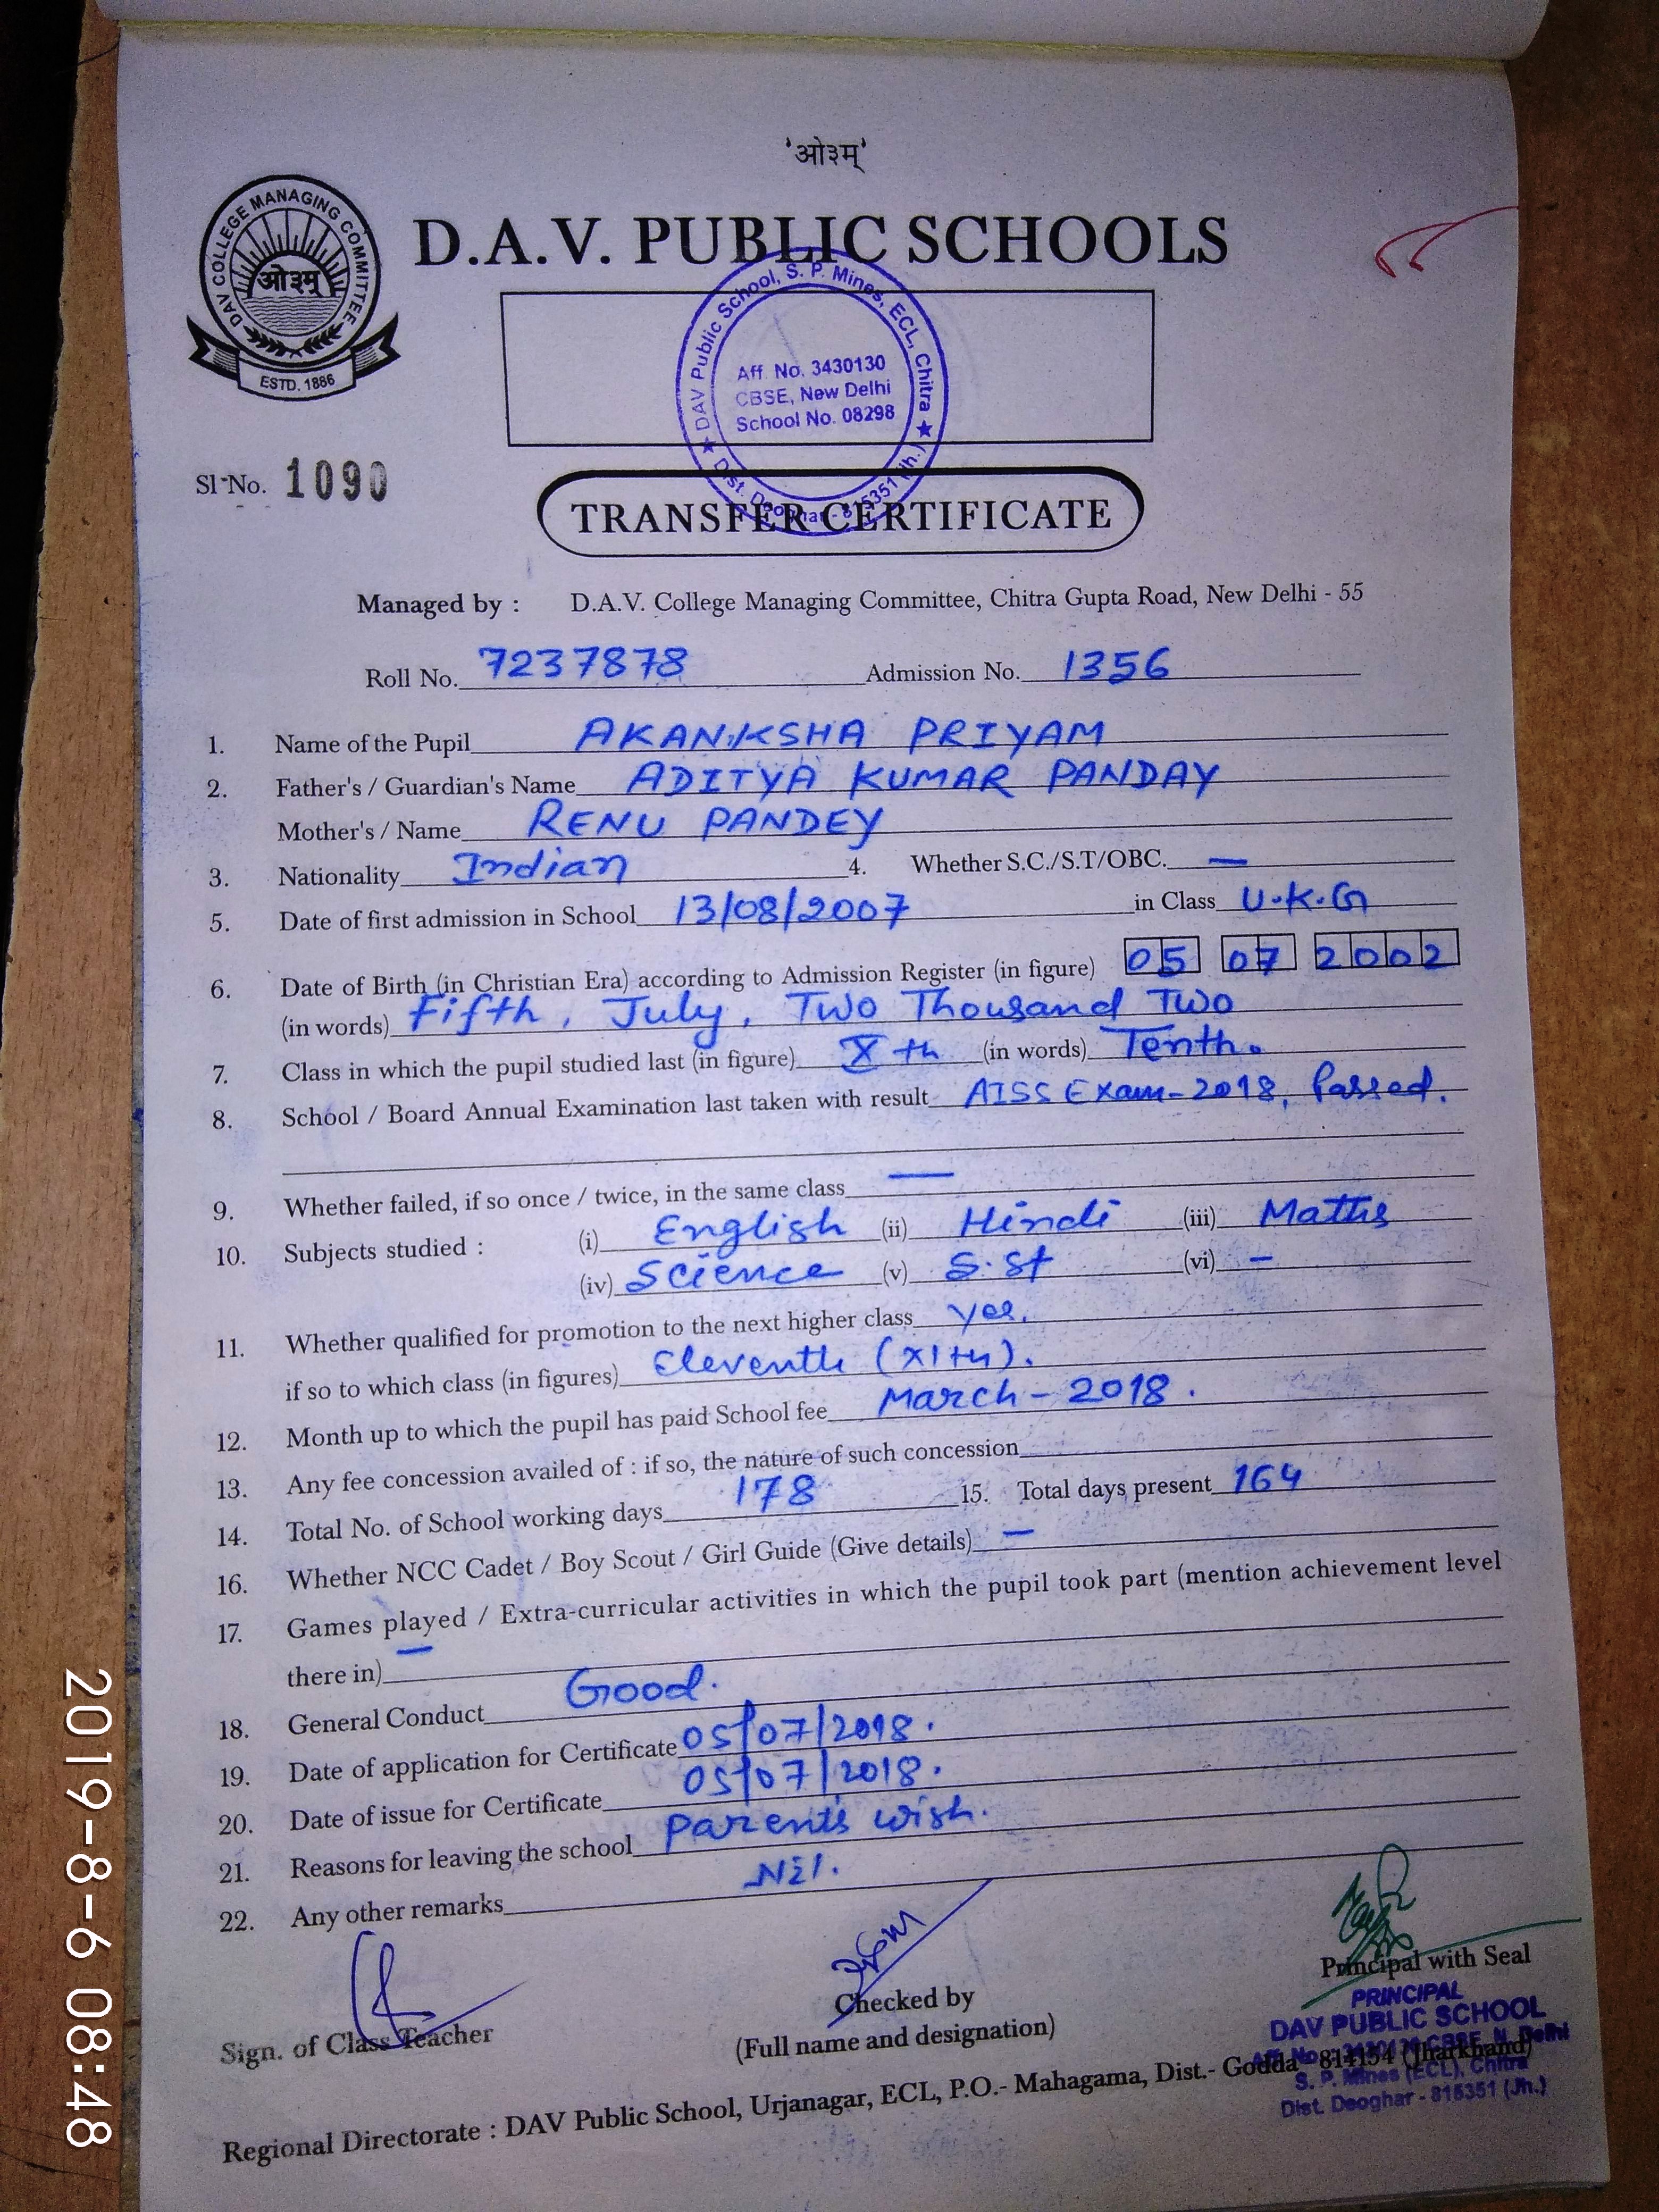 'ओ३म्'
DAV COLLEGE MANAGING COMMITTEE
ओ३म्
ESTD. 1886
D.A.V. PUBLIC SCHOOLS
DAV Public School, S. P. Mines, ECL, Chitra
Aff. No. 3430130
CBSE, New Delhi
School No. 08298
★ Dist. Deoghar - 815351 (Jh.) ★
Sl No. 1090
TRANSFER CERTIFICATE
Managed by : D.A.V. College Managing Committee, Chitra Gupta Road, New Delhi - 55
Roll No. 7237878 Admission No. 1356
1. Name of the Pupil AKANKSHA PRIYAM
2. Father's / Guardian's Name ADITYA KUMAR PANDAY
Mother's / Name RENU PANDEY
3. Nationality Indian 4. Whether S.C./S.T/OBC. —
5. Date of first admission in School 13/08/2007 in Class U.K.G
6. Date of Birth (in Christian Era) according to Admission Register (in figure) 05 07 2002
(in words) Fifth, July, Two Thousand Two
7. Class in which the pupil studied last (in figure) Xth (in words) Tenth.
8. School / Board Annual Examination last taken with result AISS Exam-2018, Passed.
9. Whether failed, if so once / twice, in the same class —
10. Subjects studied : (i) English (ii) Hindi (iii) Maths
(iv) Science (v) S.St (vi) —
11. Whether qualified for promotion to the next higher class yes.
if so to which class (in figures) Eleventh (XIth).
12. Month up to which the pupil has paid School fee March - 2018.
13. Any fee concession availed of : if so, the nature of such concession
14. Total No. of School working days 178 15. Total days present 164
16. Whether NCC Cadet / Boy Scout / Girl Guide (Give details) —
17. Games played / Extra-curricular activities in which the pupil took part (mention achievement level
there in) —
18. General Conduct Good.
19. Date of application for Certificate 05/07/2018.
20. Date of issue for Certificate 05/07/2018.
21. Reasons for leaving the school Parent's wish.
22. Any other remarks Nil.
Sign. of Class Teacher
Checked by
(Full name and designation)
Principal with Seal
PRINCIPAL
DAV PUBLIC SCHOOL
Aff. No. 3430130 CBSE, N. Delhi
S. P. Mines (ECL), Chitra
Dist. Deoghar - 815351 (Jh.)
Regional Directorate : DAV Public School, Urjanagar, ECL, P.O.- Mahagama, Dist.- Godda - 814154 (Jharkhand)
2019-8-6 08:48